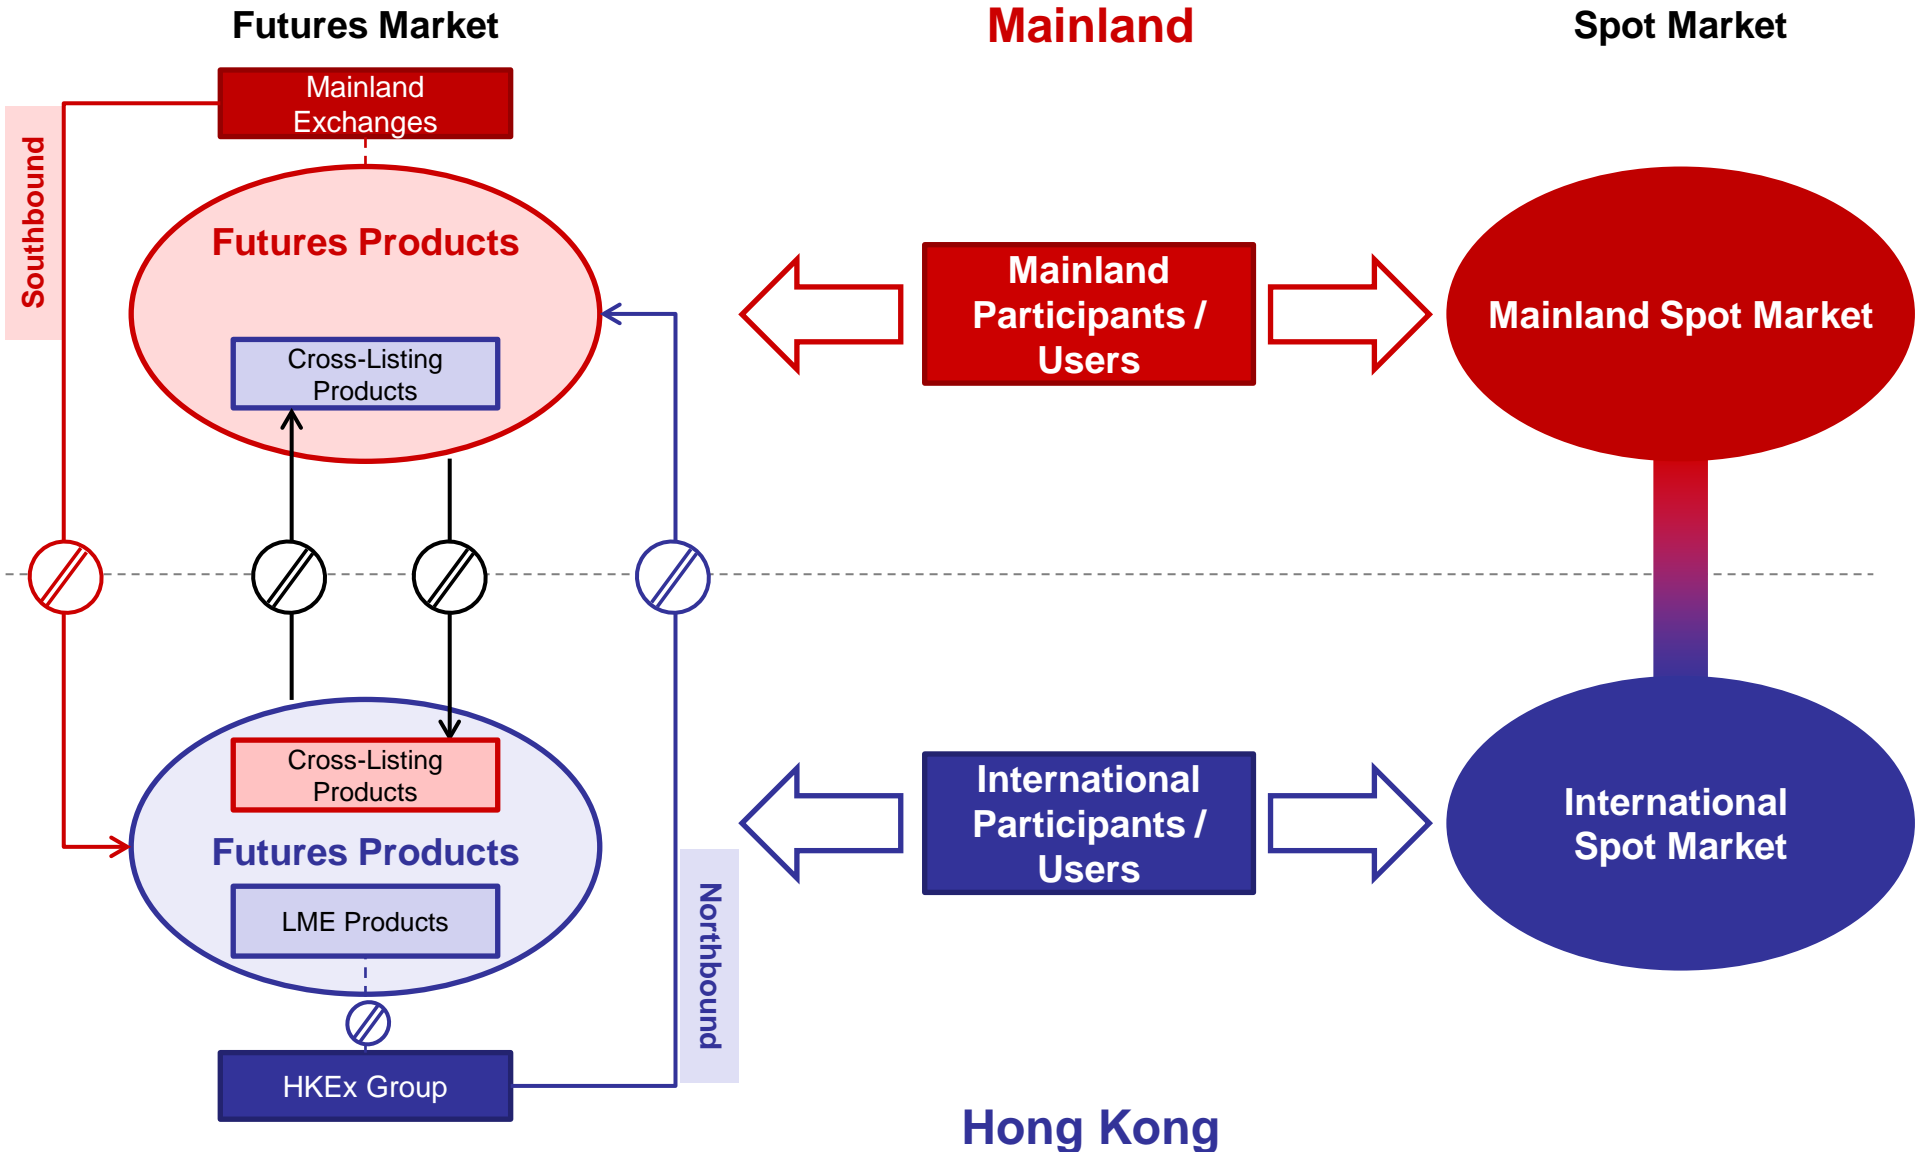 Futures Market
Mainland
Spot Market
Mainland
Exchanges
Southbound
Futures Products
Cross-Listing
Products
Mainland
Participants /
Users
Mainland Spot Market
Cross-Listing
Products
Futures Products
LME Products
International
Participants /
Users
International
Spot Market
Northbound
HKEx Group
Hong Kong